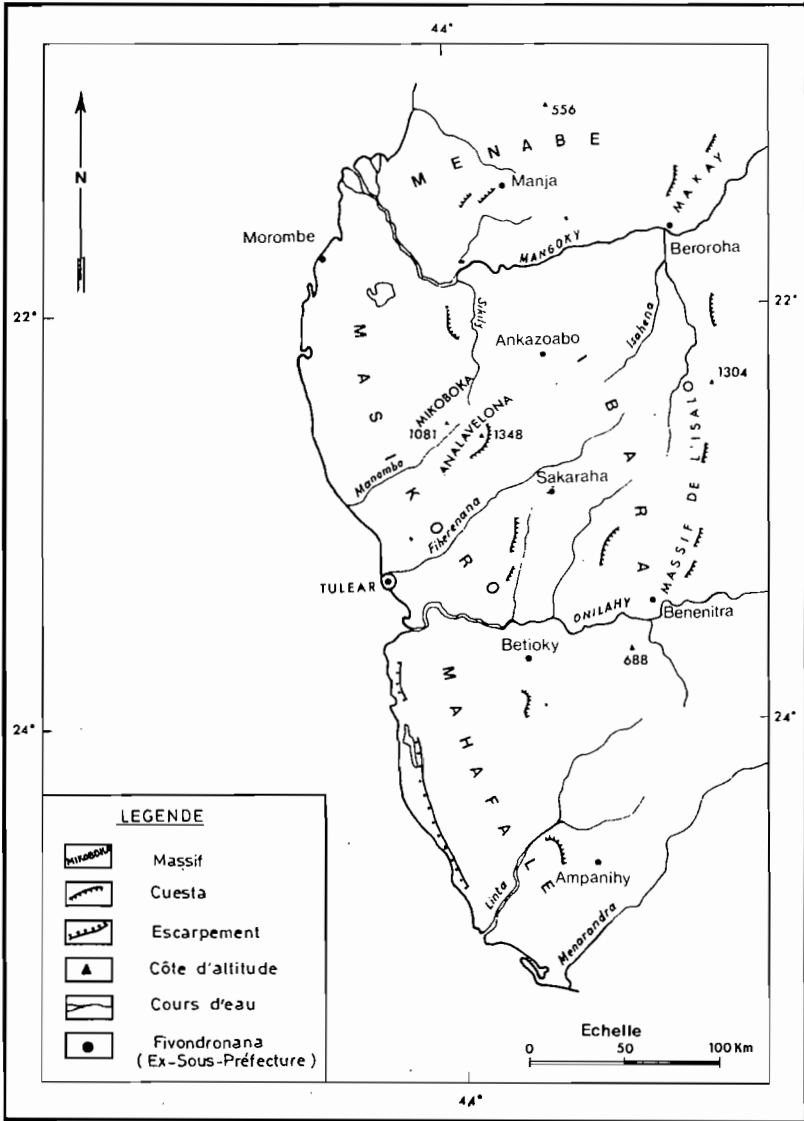 44°
N
556
MENABE
Manja
MAKAY
Morombe
MANGOKY
Beroroha
22°
22°
Sikily
Isahena
Ankazoabo
1304
MASIKORO
MIKOBOKA
1081
ANALAVELONA
1348
BARA
MASSIF DE L'ISALO
Manombo
Sakaraha
Fiherenana
TULEAR
ONILAHY
Benenitra
Betioky
688
MAHAFALE
24°
24°
Linta
Ampanihy
Menarandra
LEGENDE
MIKOBOKA
Massif
Cuesta
Escarpement
Côte d'altitude
Cours d'eau
Fivondronana
(Ex-Sous-Préfecture)
Echelle
0 50 100 Km
44°